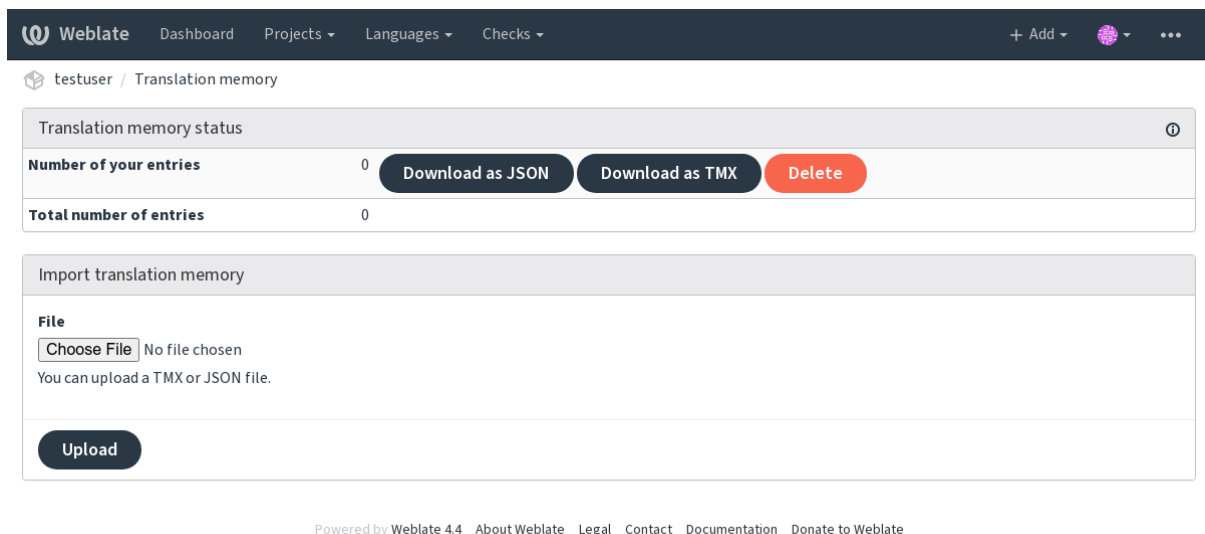 Weblate Dashboard Projects Languages Checks + Add
testuser / Translation memory
Translation memory status
Number of your entries 0 Download as JSON Download as TMX Delete
Total number of entries 0
Import translation memory
File
Choose File No file chosen
You can upload a TMX or JSON file.
Upload
Powered by Weblate 4.4 About Weblate Legal Contact Documentation Donate to Weblate